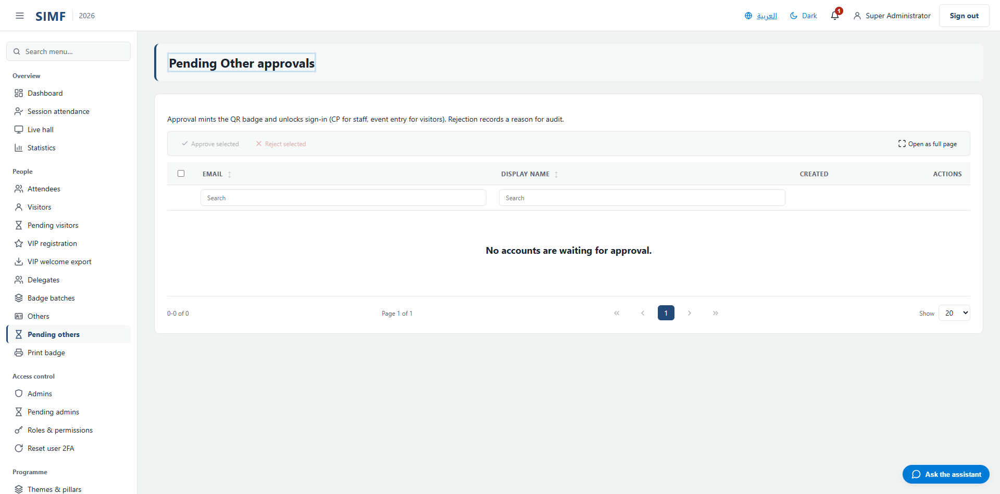 SIMF
2026
العربية
Dark
1
Super Administrator
Sign out
Search menu...
Overview
Dashboard
Session attendance
Live hall
Statistics
People
Attendees
Visitors
Pending visitors
VIP registration
VIP welcome export
Delegates
Badge batches
Others
Pending others
Print badge
Access control
Admins
Pending admins
Roles & permissions
Reset user 2FA
Programme
Themes & pillars
Pending Other approvals
Approval mints the QR badge and unlocks sign-in (CP for staff, event entry for visitors). Rejection records a reason for audit.
Approve selected
Reject selected
Open as full page
EMAIL
DISPLAY NAME
CREATED
ACTIONS
Search
Search
No accounts are waiting for approval.
0-0 of 0
Page 1 of 1
1
Show
20
Ask the assistant